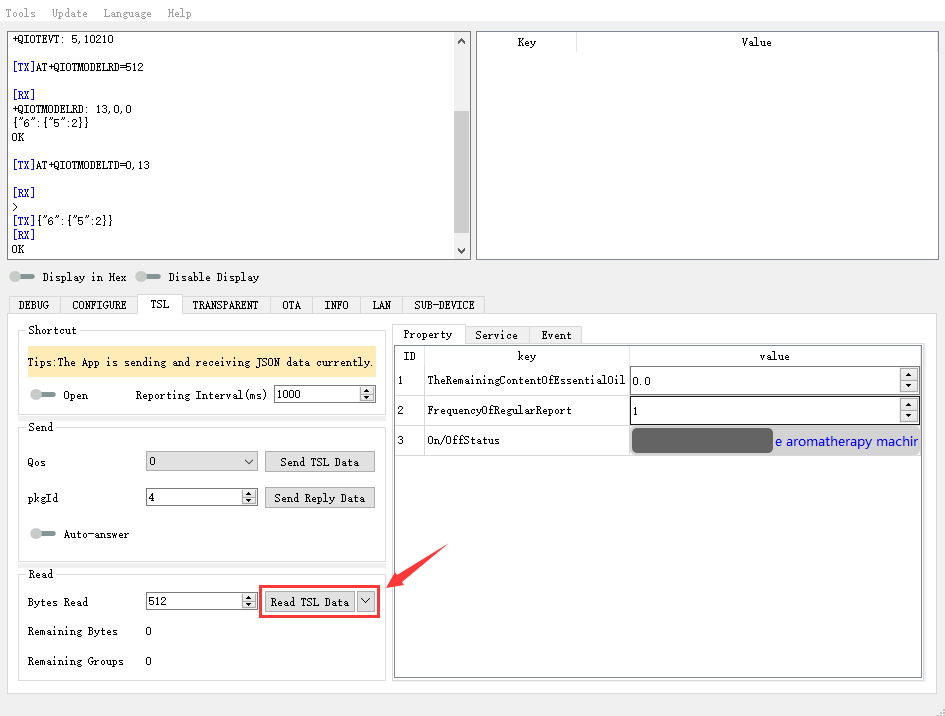 Tools Update Language Help
+QIOTEVT: 5,10210
[TX]AT+QIOTMODELRD=512
[RX]
+QIOTMODELRD: 13,0,0
{"6":{"5":2}}
OK
[TX]AT+QIOTMODELTD=0,13
[RX]
>
[TX]{"6":{"5":2}}
[RX]
OK
Key Value
Display in Hex Disable Display
DEBUG CONFIGURE TSL TRANSPARENT OTA INFO LAN SUB-DEVICE
Shortcut
Tips:The App is sending and receiving JSON data currently.
Open Reporting Interval(ms) 1000
Send
Qos 0 Send TSL Data
pkgId 4 Send Reply Data
Auto-answer
Read
Bytes Read 512 Read TSL Data
Remaining Bytes 0
Remaining Groups 0
Property Service Event
ID key value
1 TheRemainingContentOfEssentialOil 0.0
2 FrequencyOfRegularReport 1
3 On/OffStatus e aromatherapy machir